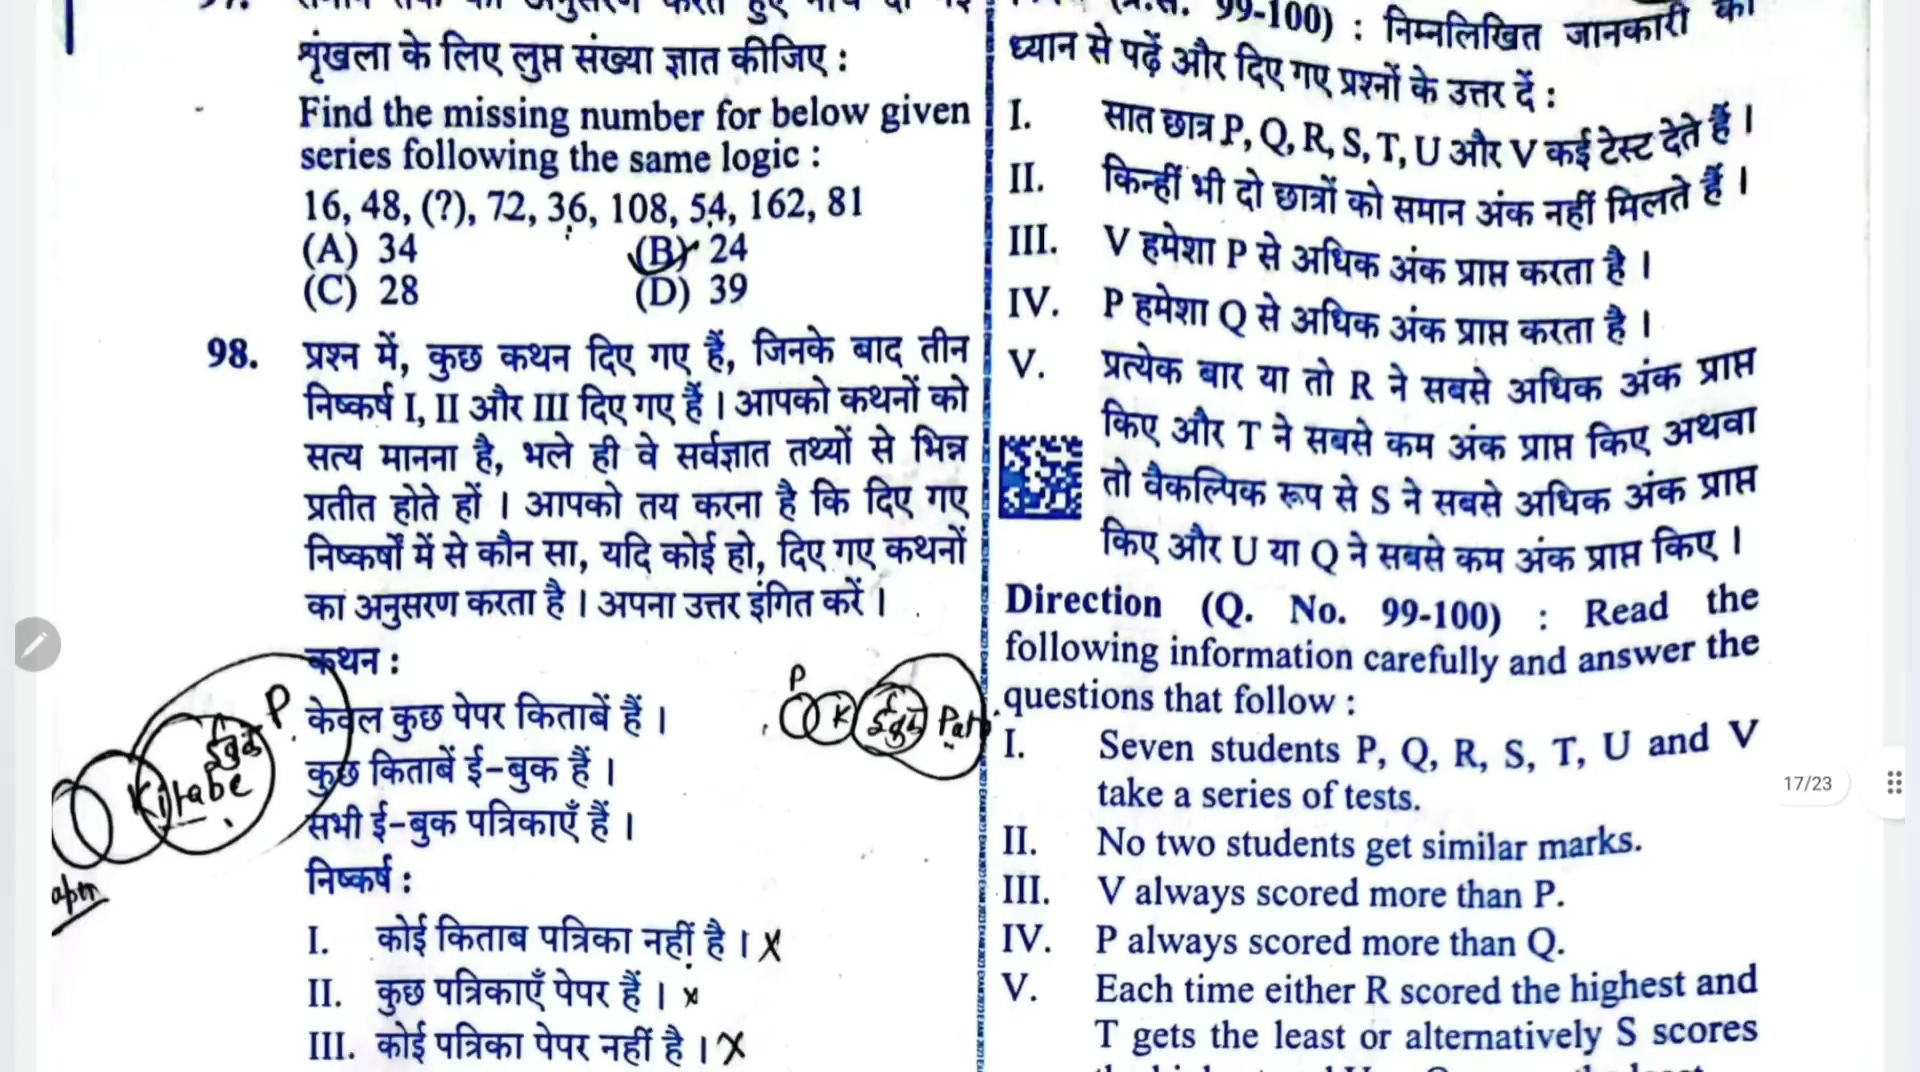 97. समान तर्क का अनुसरण करते हुए नीचे दी गई
शृंखला के लिए लुप्त संख्या ज्ञात कीजिए :
Find the missing number for below given
series following the same logic :
16, 48, (?), 72, 36, 108, 54, 162, 81
(A) 34 (B) 24
(C) 28 (D) 39
98. प्रश्न में, कुछ कथन दिए गए हैं, जिनके बाद तीन
निष्कर्ष I, II और III दिए गए हैं । आपको कथनों को
सत्य मानना है, भले ही वे सर्वज्ञात तथ्यों से भिन्न
प्रतीत होते हों । आपको तय करना है कि दिए गए
निष्कर्षों में से कौन सा, यदि कोई हो, दिए गए कथनों
का अनुसरण करता है । अपना उत्तर इंगित करें ।
कथन :
केवल कुछ पेपर किताबें हैं ।
कुछ किताबें ई-बुक हैं ।
सभी ई-बुक पत्रिकाएँ हैं ।
निष्कर्ष :
I. कोई किताब पत्रिका नहीं है । x
II. कुछ पत्रिकाएँ पेपर हैं । x
III. कोई पत्रिका पेपर नहीं है । x
P
Kitabe
P
K
(प्र.सं. 99-100) : निम्नलिखित जानकारी को
ध्यान से पढ़ें और दिए गए प्रश्नों के उत्तर दें :
I. सात छात्र P, Q, R, S, T, U और V कई टेस्ट देते हैं ।
II. किन्हीं भी दो छात्रों को समान अंक नहीं मिलते हैं ।
III. V हमेशा P से अधिक अंक प्राप्त करता है ।
IV. P हमेशा Q से अधिक अंक प्राप्त करता है ।
V. प्रत्येक बार या तो R ने सबसे अधिक अंक प्राप्त
किए और T ने सबसे कम अंक प्राप्त किए अथवा
तो वैकल्पिक रूप से S ने सबसे अधिक अंक प्राप्त
किए और U या Q ने सबसे कम अंक प्राप्त किए ।
Direction (Q. No. 99-100) : Read the
following information carefully and answer the
questions that follow :
I. Seven students P, Q, R, S, T, U and V
take a series of tests.
II. No two students get similar marks.
III. V always scored more than P.
IV. P always scored more than Q.
V. Each time either R scored the highest and
T gets the least or alternatively S scores
17/23